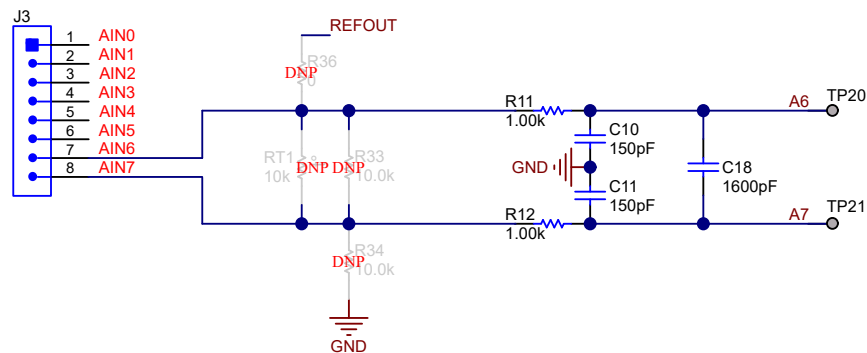 J3
1 AIN0
2 AIN1
3 AIN2
4 AIN3
5 AIN4
6 AIN5
7 AIN6
8 AIN7
REFOUT
R36
DNP
0
RT1
DNP
10k
R33
DNP
10.0k
R34
DNP
10.0k
GND
R11
1.00k
R12
1.00k
C10
150pF
GND
C11
150pF
C18
1600pF
A6
TP20
A7
TP21